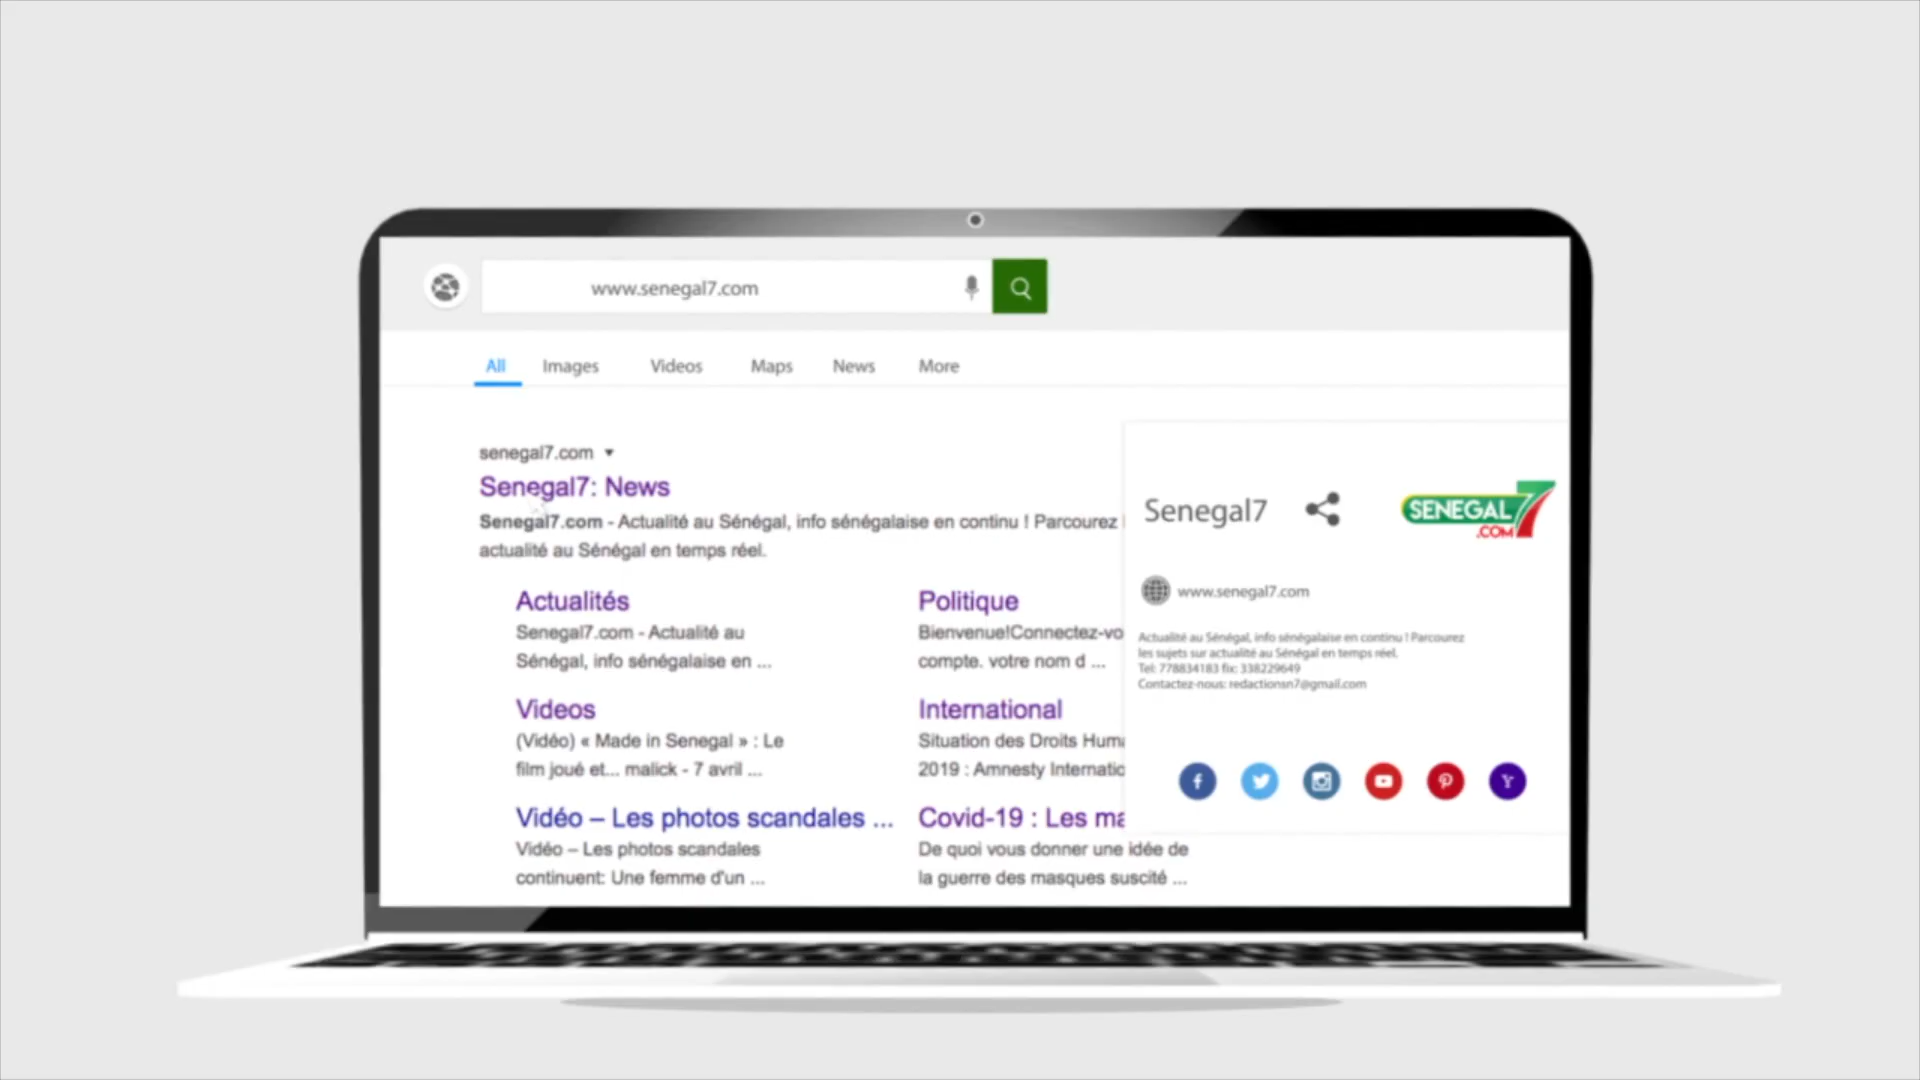 www.senegal7.com
All Images Videos Maps News More
senegal7.com
Senegal7: News
Senegal7.com - Actualité au Sénégal, info sénégalaise en continu ! Parcourez
actualité au Sénégal en temps réel.
Actualités
Senegal7.com - Actualité au
Sénégal, info sénégalaise en ...
Politique
Bienvenue!Connectez-vo
compte. votre nom d ...
Videos
(Vidéo) « Made in Senegal » : Le
film joué et... malick - 7 avril ...
International
Situation des Droits Huma
2019 : Amnesty Internatio
Vidéo – Les photos scandales ...
Vidéo – Les photos scandales
continuent: Une femme d'un ...
Covid-19 : Les ma
De quoi vous donner une idée de
la guerre des masques suscité ...
Senegal7
SENEGAL7
.COM
www.senegal7.com
Actualité au Sénégal, info sénégalaise en continu ! Parcourez
les sujets sur actualité au Sénégal en temps réel.
Tel: 778834183 fix: 338229649
Contactez-nous: redactionsn7@gmail.com